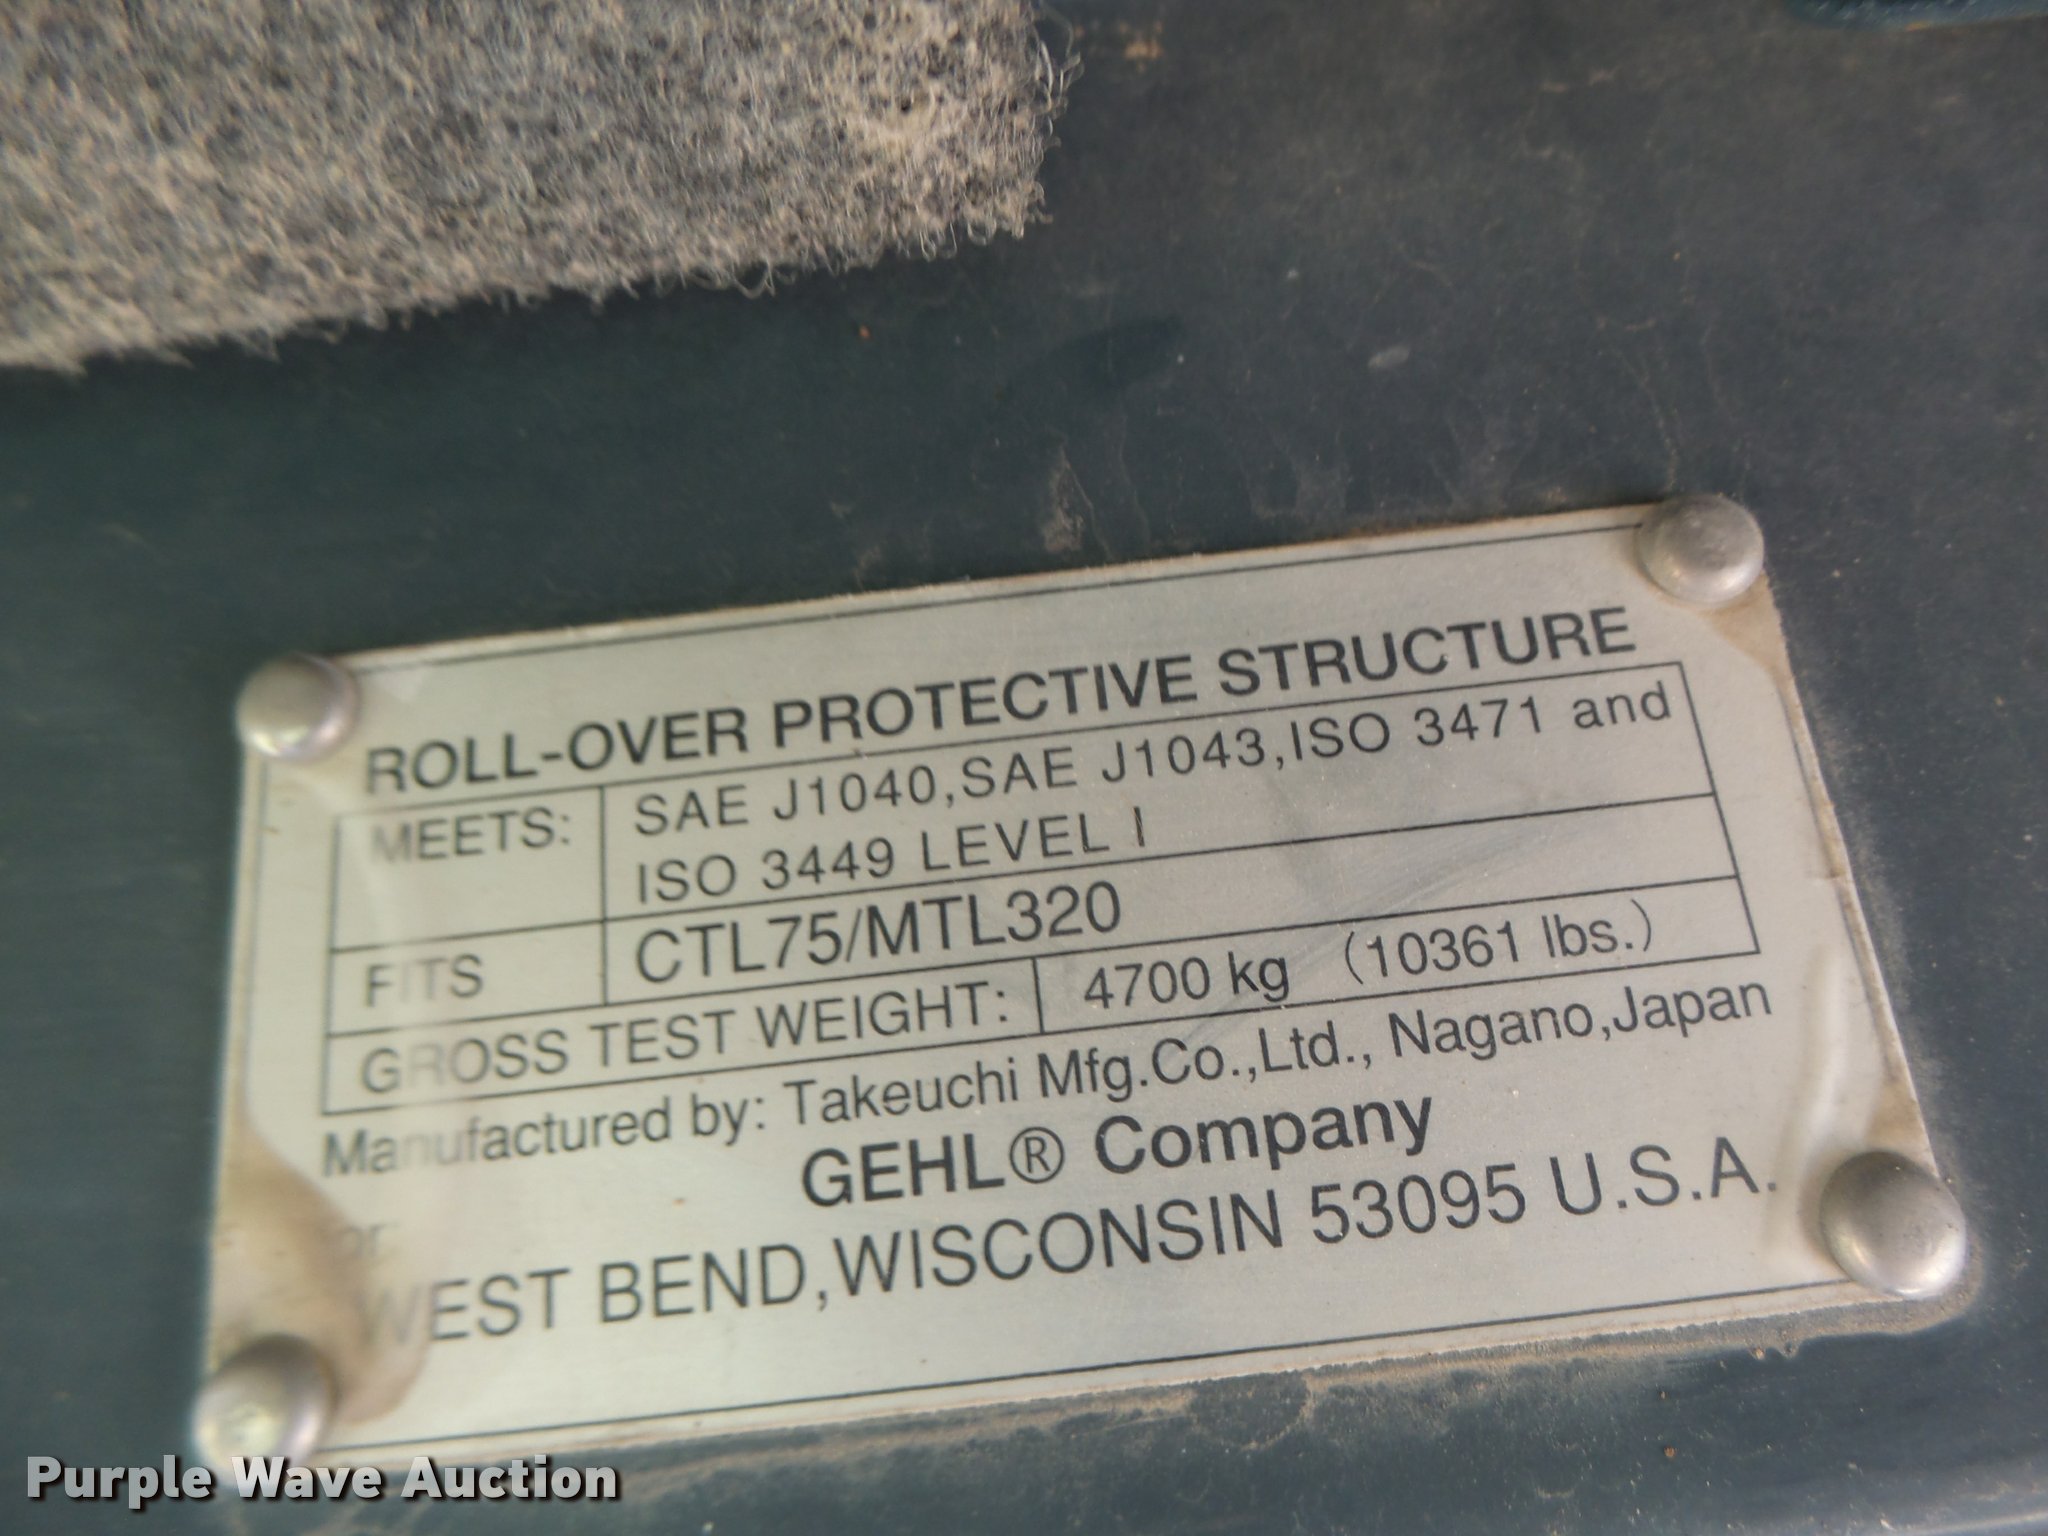 ROLL-OVER PROTECTIVE STRUCTURE
MEETS: SAE J1040,SAE J1043,ISO 3471 and
ISO 3449 LEVEL I
FITS CTL75/MTL320
GROSS TEST WEIGHT: 4700 kg (10361 lbs.)
Manufactured by: Takeuchi Mfg.Co.,Ltd., Nagano,Japan
GEHL® Company
WEST BEND,WISCONSIN 53095 U.S.A.
Purple Wave Auction